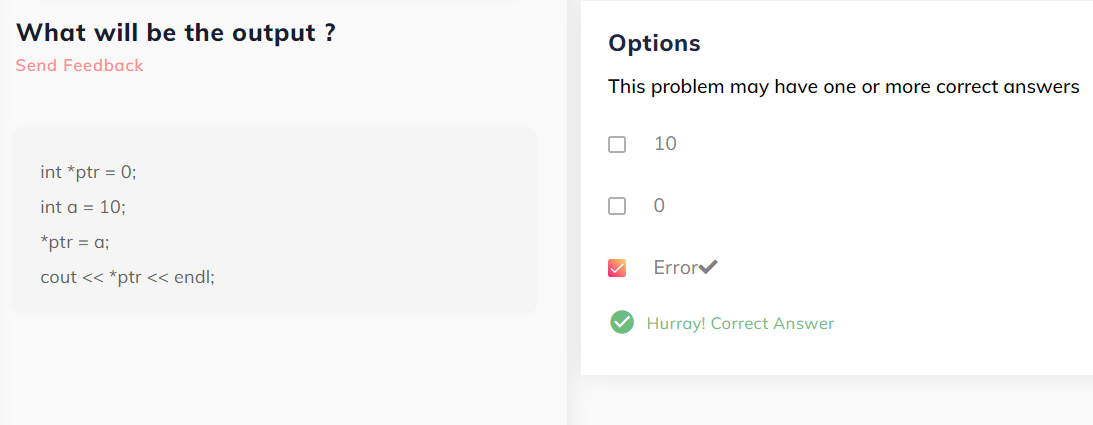 What will be the output ?
Send Feedback
int *ptr = 0;
int a = 10;
*ptr = a;
cout << *ptr << endl;
Options
This problem may have one or more correct answers
10
0
Error✔
Hurray! Correct Answer